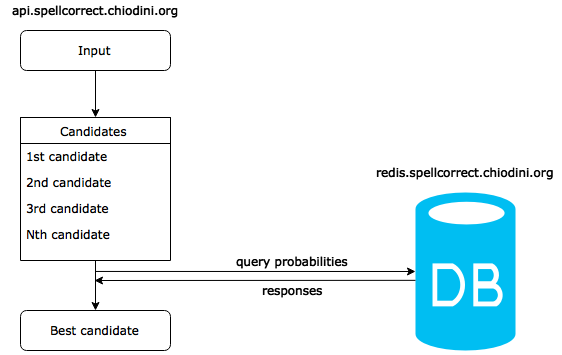 api.spellcorrect.chiodini.org
Input
Candidates
1st candidate
2nd candidate
3rd candidate
Nth candidate
redis.spellcorrect.chiodini.org
query probabilities
responses
DB
Best candidate